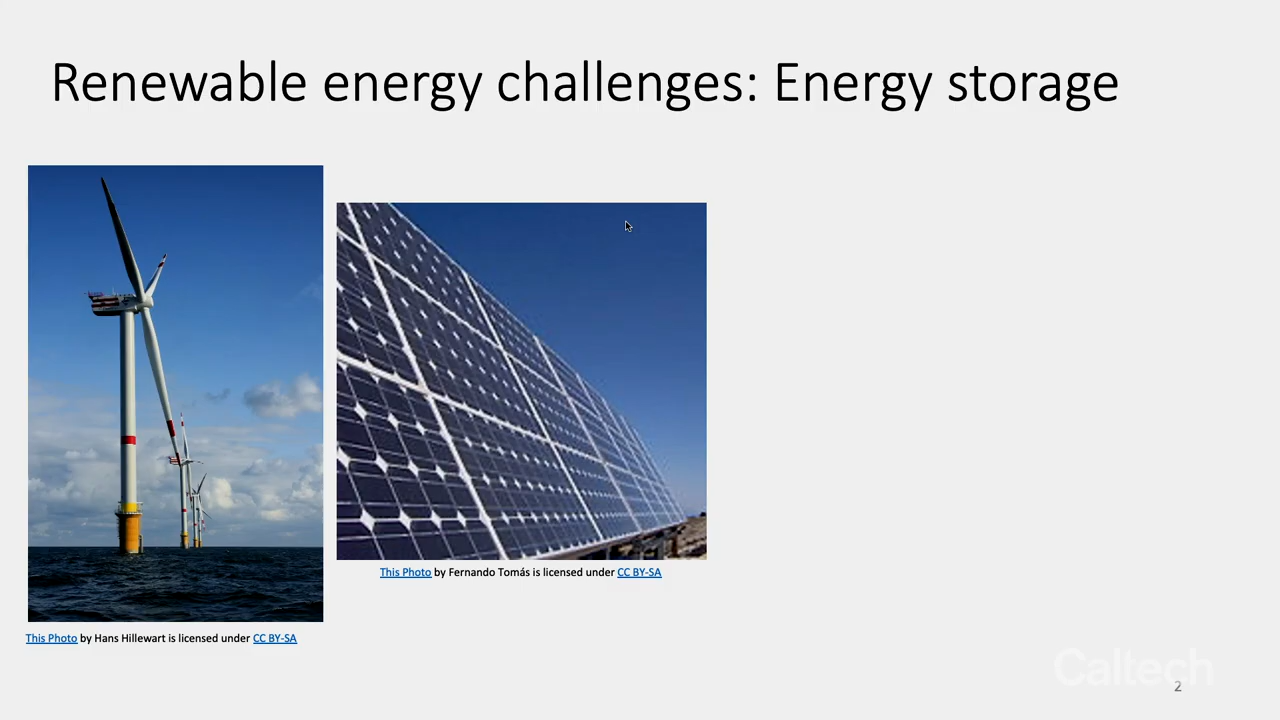 Renewable energy challenges: Energy storage
This Photo by Fernando Tomás is licensed under CC BY-SA
This Photo by Hans Hillewart is licensed under CC BY-SA
Caltech
2